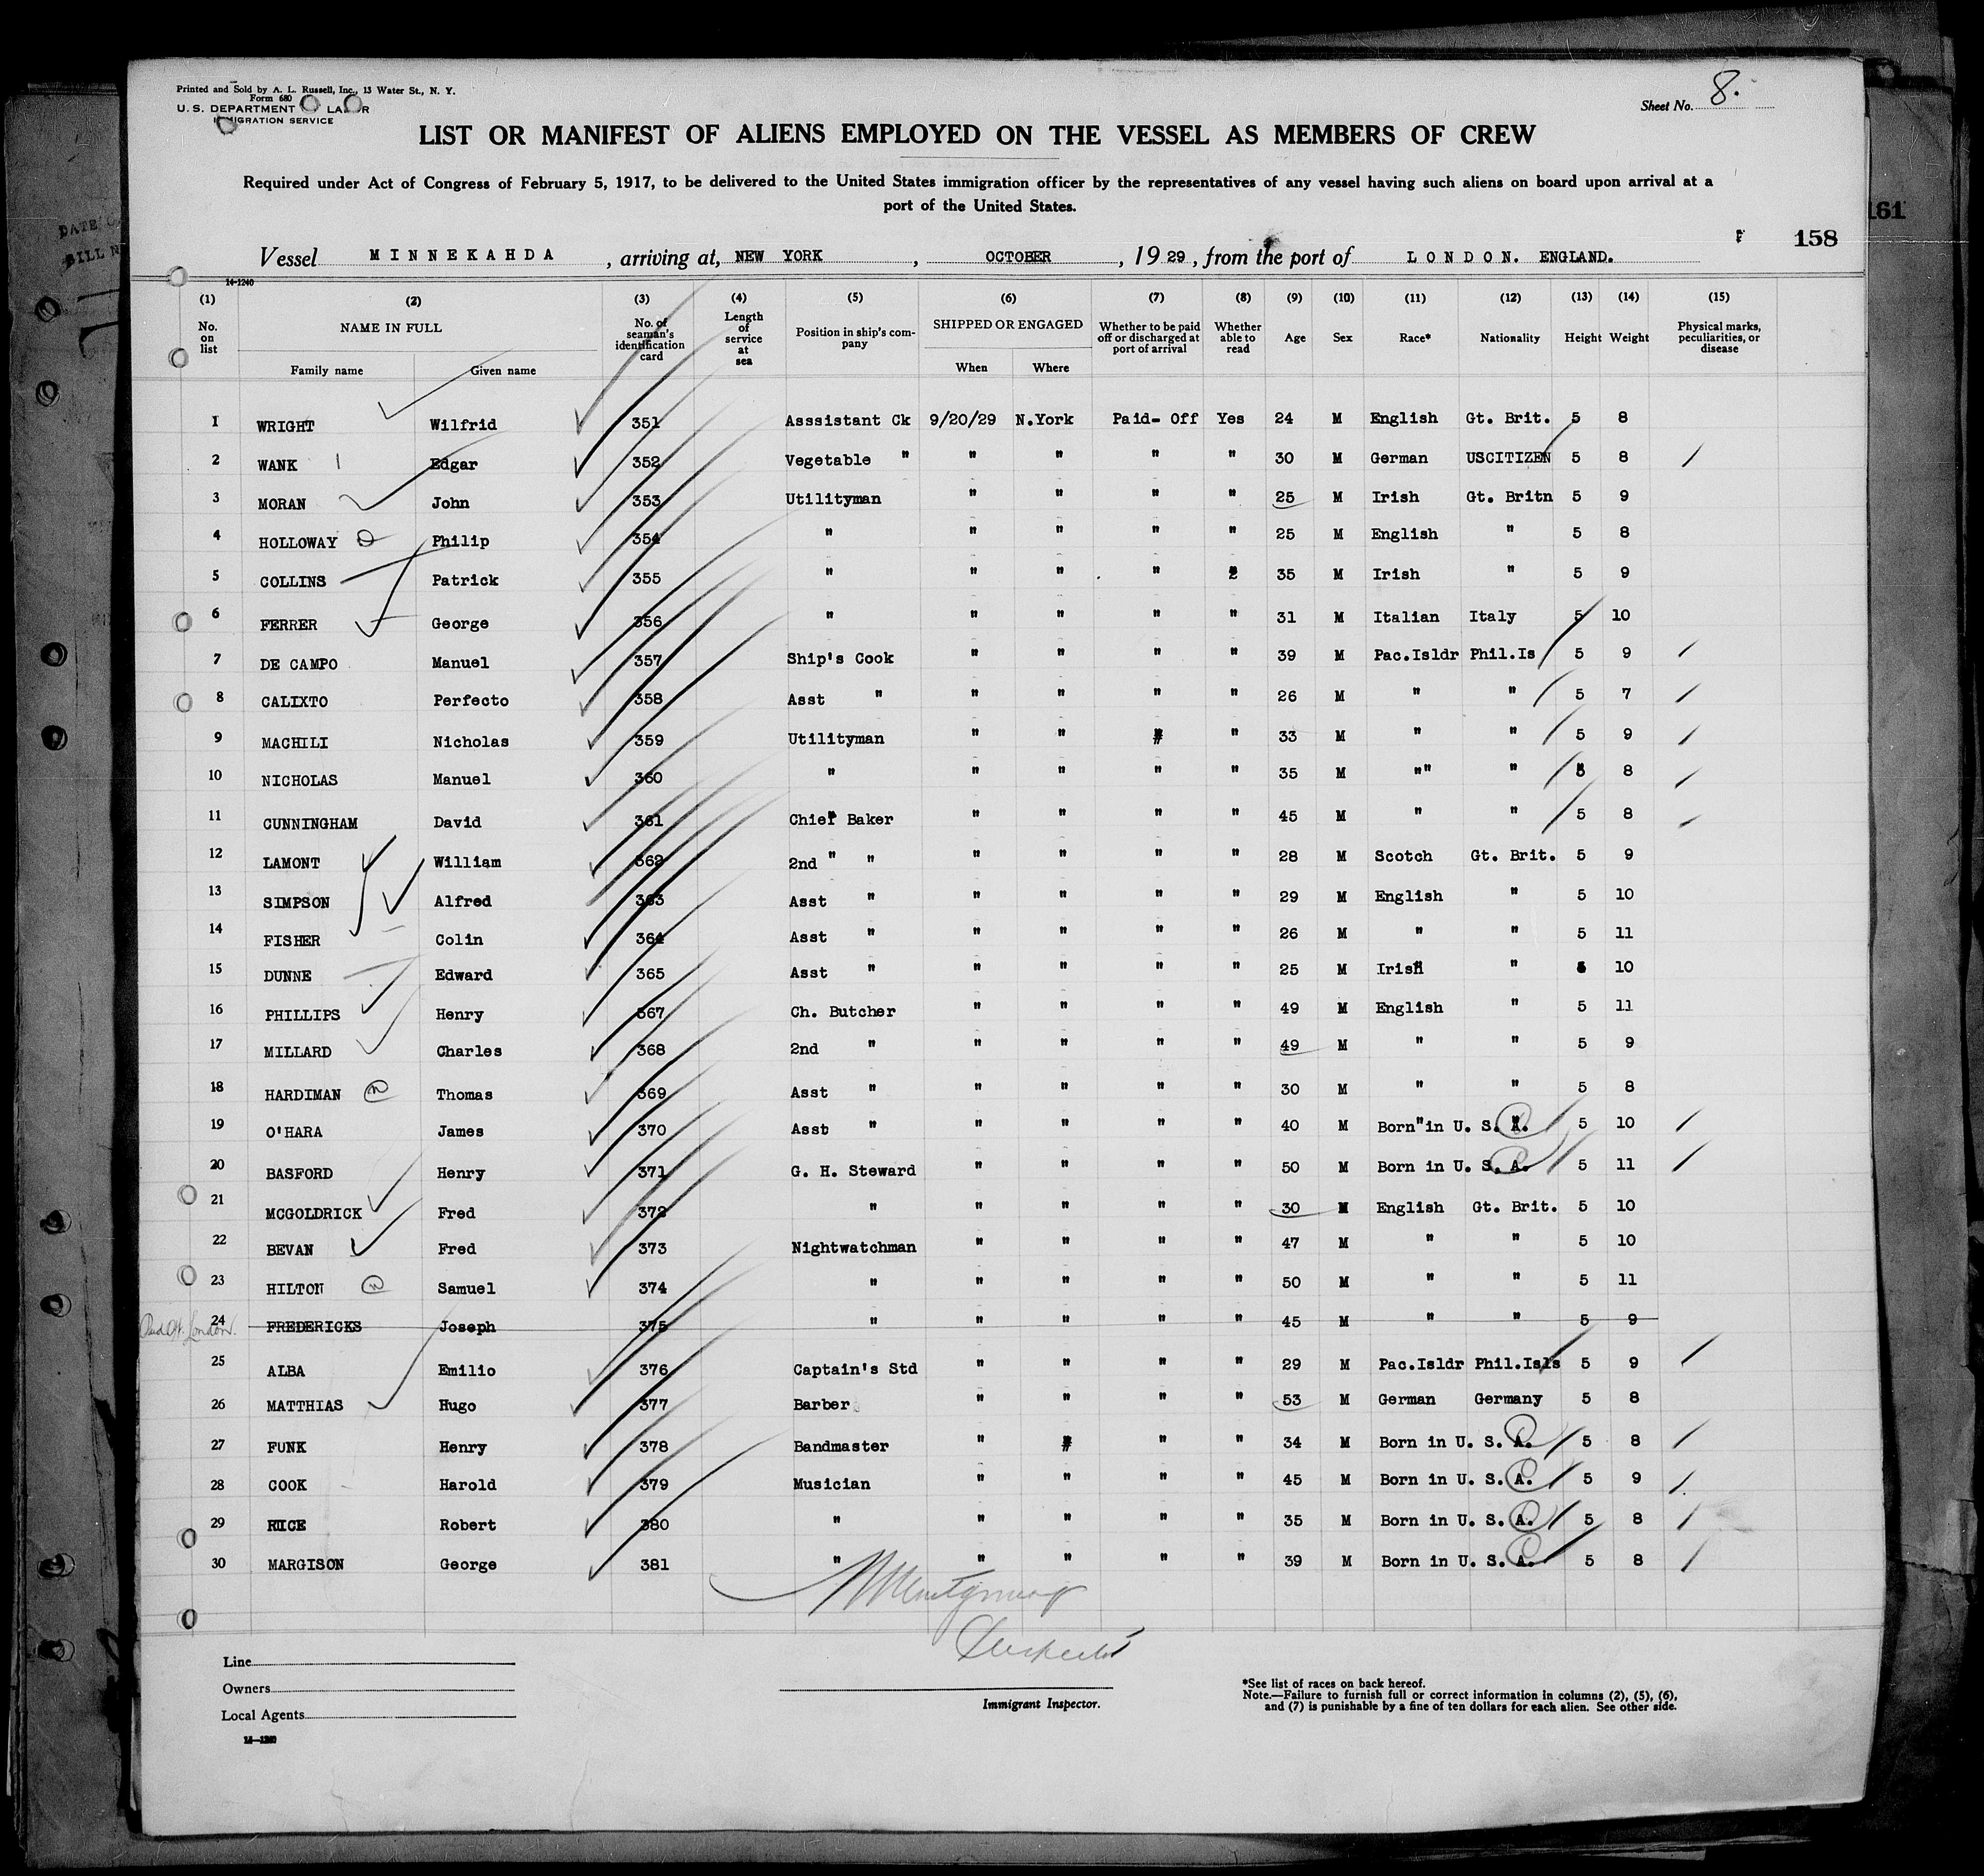 Printed and Sold by A. L. Russell, Inc., 13 Water St., N. Y.
Form 680
U. S. DEPARTMENT LABOR
IMMIGRATION SERVICE
Sheet No. 8.
LIST OR MANIFEST OF ALIENS EMPLOYED ON THE VESSEL AS MEMBERS OF CREW
Required under Act of Congress of February 5, 1917, to be delivered to the United States immigration officer by the representatives of any vessel having such aliens on board upon arrival at a
port of the United States.
161
158
Vessel MINNEKAHDA, arriving at, NEW YORK, OCTOBER, 1929, from the port of LONDON. ENGLAND.
14-1240
(1) (2) (3) (4) (5) (6) (7) (8) (9) (10) (11) (12) (13) (14) (15)
No. on list NAME IN FULL No. of seaman's identification card Length of service at sea Position in ship's company SHIPPED OR ENGAGED Whether to be paid off or discharged at port of arrival Whether able to read Age Sex Race* Nationality Height Weight Physical marks, peculiarities, or disease
Family name Given name When Where
1 WRIGHT Wilfrid 351 Asssistant Ck 9/20/29 N.York Paid- Off Yes 24 M English Gt. Brit. 5 8
2 WANK Edgar 352 Vegetable " " " " " 30 M German USCITIZEN 5 8
3 MORAN John 353 Utilityman " " " " 25 M Irish Gt. Britn 5 9
4 HOLLOWAY Philip 354 " " " " " 25 M English " 5 8
5 COLLINS Patrick 355 " " " " 35 M Irish " 5 9
6 FERRER George 356 " " " " " 31 M Italian Italy 5 10
7 DE CAMPO Manuel 357 Ship's Cook " " " " 39 M Pac.Isldr Phil.Is 5 9
8 CALIXTO Perfecto 358 Asst " " " " " 26 M " " 5 7
9 MACHILI Nicholas 359 Utilityman " " # " 33 M " " 5 9
10 NICHOLAS Manuel 360 " " " " " 35 M "" " 5 8
11 CUNNINGHAM David 361 Chief Baker " " " " 45 M " " 5 8
12 LAMONT William 362 2nd " " " " " " 28 M Scotch Gt. Brit. 5 9
13 SIMPSON Alfred 363 Asst " " " " " 29 M English " 5 10
14 FISHER Colin 364 Asst " " " " " 26 M " " 5 11
15 DUNNE Edward 365 Asst " " " " " 25 M Irish " 10
16 PHILLIPS Henry 367 Ch. Butcher " " " " 49 M English " 5 11
17 MILLARD Charles 368 2nd " " " " " 49 M " " 5 9
18 HARDIMAN Thomas 369 Asst " " " " " 30 M " " 5 8
19 O'HARA James 370 Asst " " " " " 40 M Born"in U. S. A. 5 10
20 BASFORD Henry 371 G. H. Steward " " " " 50 M Born in U. S. A. 5 11
21 MCGOLDRICK Fred 372 " " " " " 30 M English Gt. Brit. 5 10
22 BEVAN Fred 373 Nightwatchman " " " " 47 M " " 5 10
23 HILTON Samuel 374 " " " " " 50 M " " 5 11
Paid Off. London. 24 FREDERICKS Joseph 375 " " " " " 45 M " " 5 9
25 ALBA Emilio 376 Captain's Std " " " " 29 M Pac.Isldr Phil.Isls 5 9
26 MATTHIAS Hugo 377 Barber " " " " 53 M German Germany 5 8
27 FUNK Henry 378 Bandmaster " # " " 34 M Born in U. S. A. 5 8
28 COOK Harold 379 Musician " " " " 45 M Born in U. S. A. 5 9
29 RICE Robert 380 " " " " " 35 M Born in U. S. A. 5 8
30 MARGISON George 381 " " " " " 39 M Born in U. S. A. 5 8
Montgomery
Inspector
Line
Owners
Local Agents
Immigrant Inspector.
*See list of races on back hereof.
Note.—Failure to furnish full or correct information in columns (2), (5), (6),
and (7) is punishable by a fine of ten dollars for each alien. See other side.
14—1240